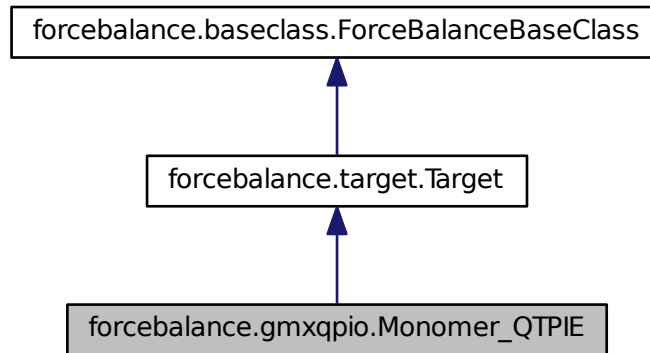 forcebalance.baseclass.ForceBalanceBaseClass
forcebalance.target.Target
forcebalance.gmxqpio.Monomer_QTPIE